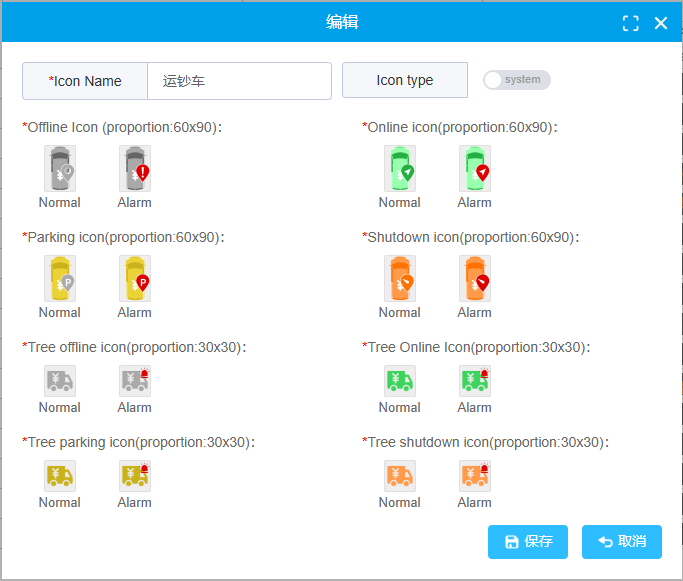 编辑
*Icon Name 运钞车 Icon type system
*Offline Icon (proportion:60x90): *Online icon(proportion:60x90):
Normal Alarm Normal Alarm
*Parking icon(proportion:60x90): *Shutdown icon(proportion:60x90):
Normal Alarm Normal Alarm
*Tree offline icon(proportion:30x30): *Tree Online Icon(proportion:30x30):
Normal Alarm Normal Alarm
*Tree parking icon(proportion:30x30): *Tree shutdown icon(proportion:30x30):
Normal Alarm Normal Alarm
保存 取消